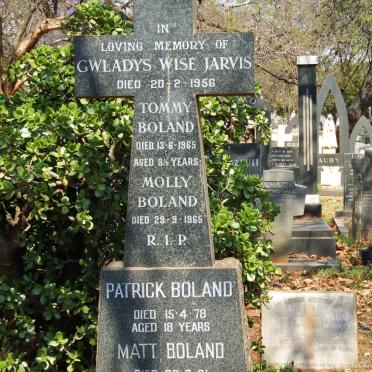 IN
LOVING MEMORY OF
GWLADYS WISE JARVIS
DIED 20-2-1956
TOMMY
BOLAND
DIED 13-6-1965
AGED 8½ YEARS
MOLLY
BOLAND
DIED 29-9-1965
R.I.P.
PATRICK BOLAND
DIED 15·4·78
AGED 18 YEARS
MATT BOLAND